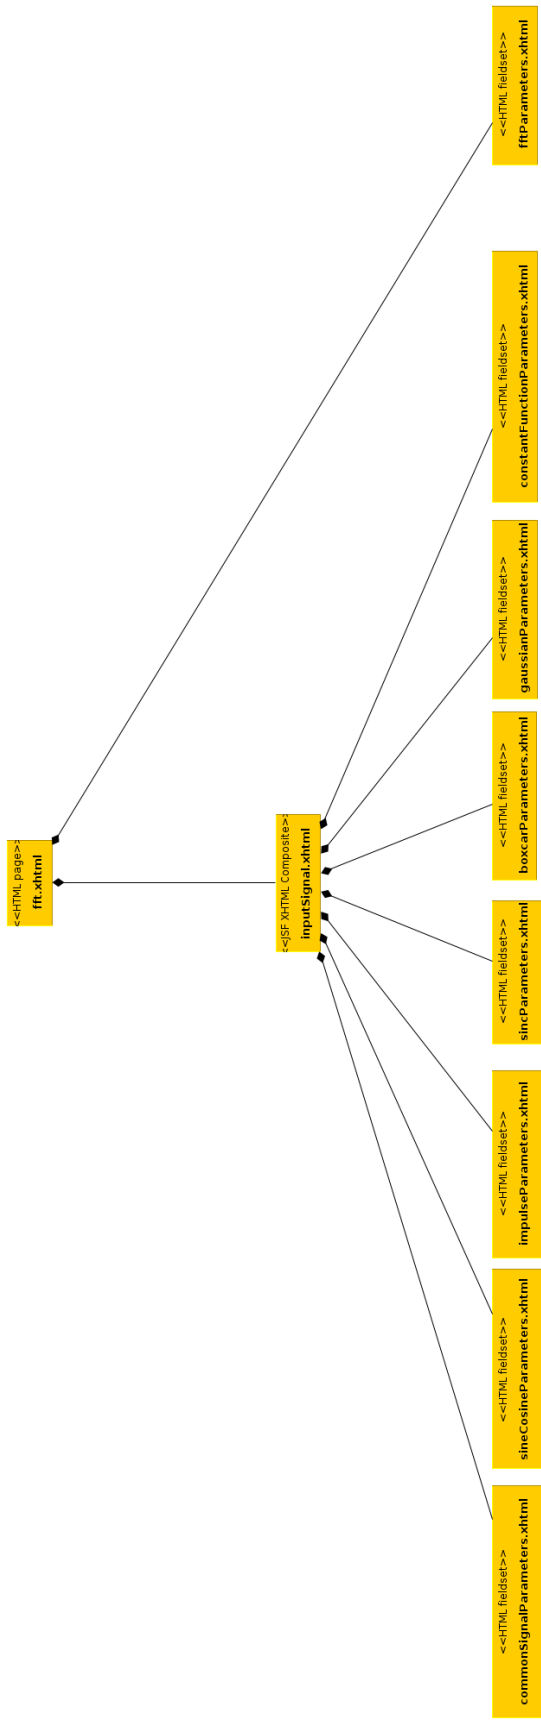 <<HTML page>>
fft.xhtml
<<JSF XHTML Composite>>
inputSignal.xhtml
<<HTML fieldset>>
commonSignalParameters.xhtml
<<HTML fieldset>>
sineCosineParameters.xhtml
<<HTML fieldset>>
impulseParameters.xhtml
<<HTML fieldset>>
sincParameters.xhtml
<<HTML fieldset>>
boxcarParameters.xhtml
<<HTML fieldset>>
gaussianParameters.xhtml
<<HTML fieldset>>
constantFunctionParameters.xhtml
<<HTML fieldset>>
fftParameters.xhtml